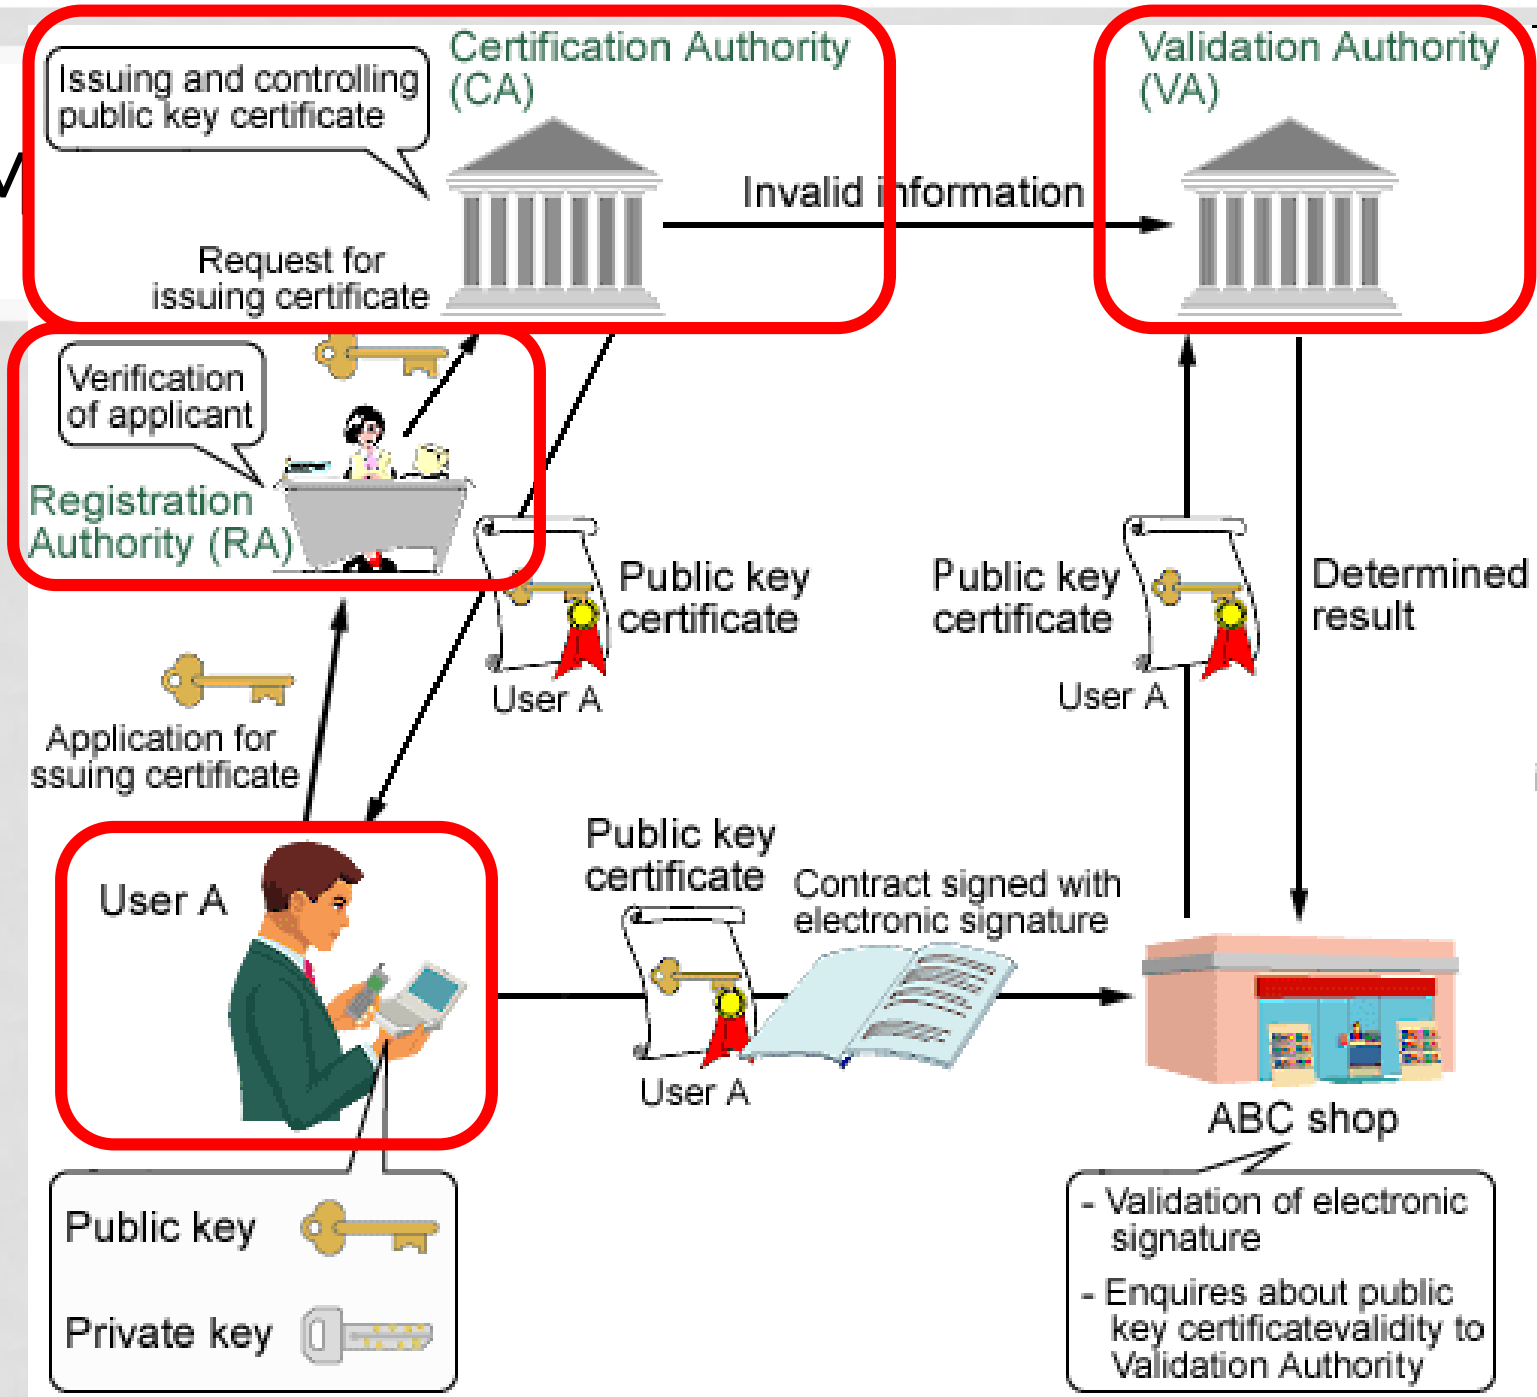 Certification Authority
(CA)
Issuing and controlling
public key certificate
Validation Authority
(VA)
Invalid information
Request for
issuing certificate
Verification
of applicant
Registration
Authority (RA)
Public key
certificate
User A
Public key
certificate
User A
Determined
result
Application for
ssuing certificate
User A
Public key
certificate
User A
Contract signed with
electronic signature
ABC shop
Public key
Private key
- Validation of electronic
signature
- Enquires about public
key certificatevalidity to
Validation Authority